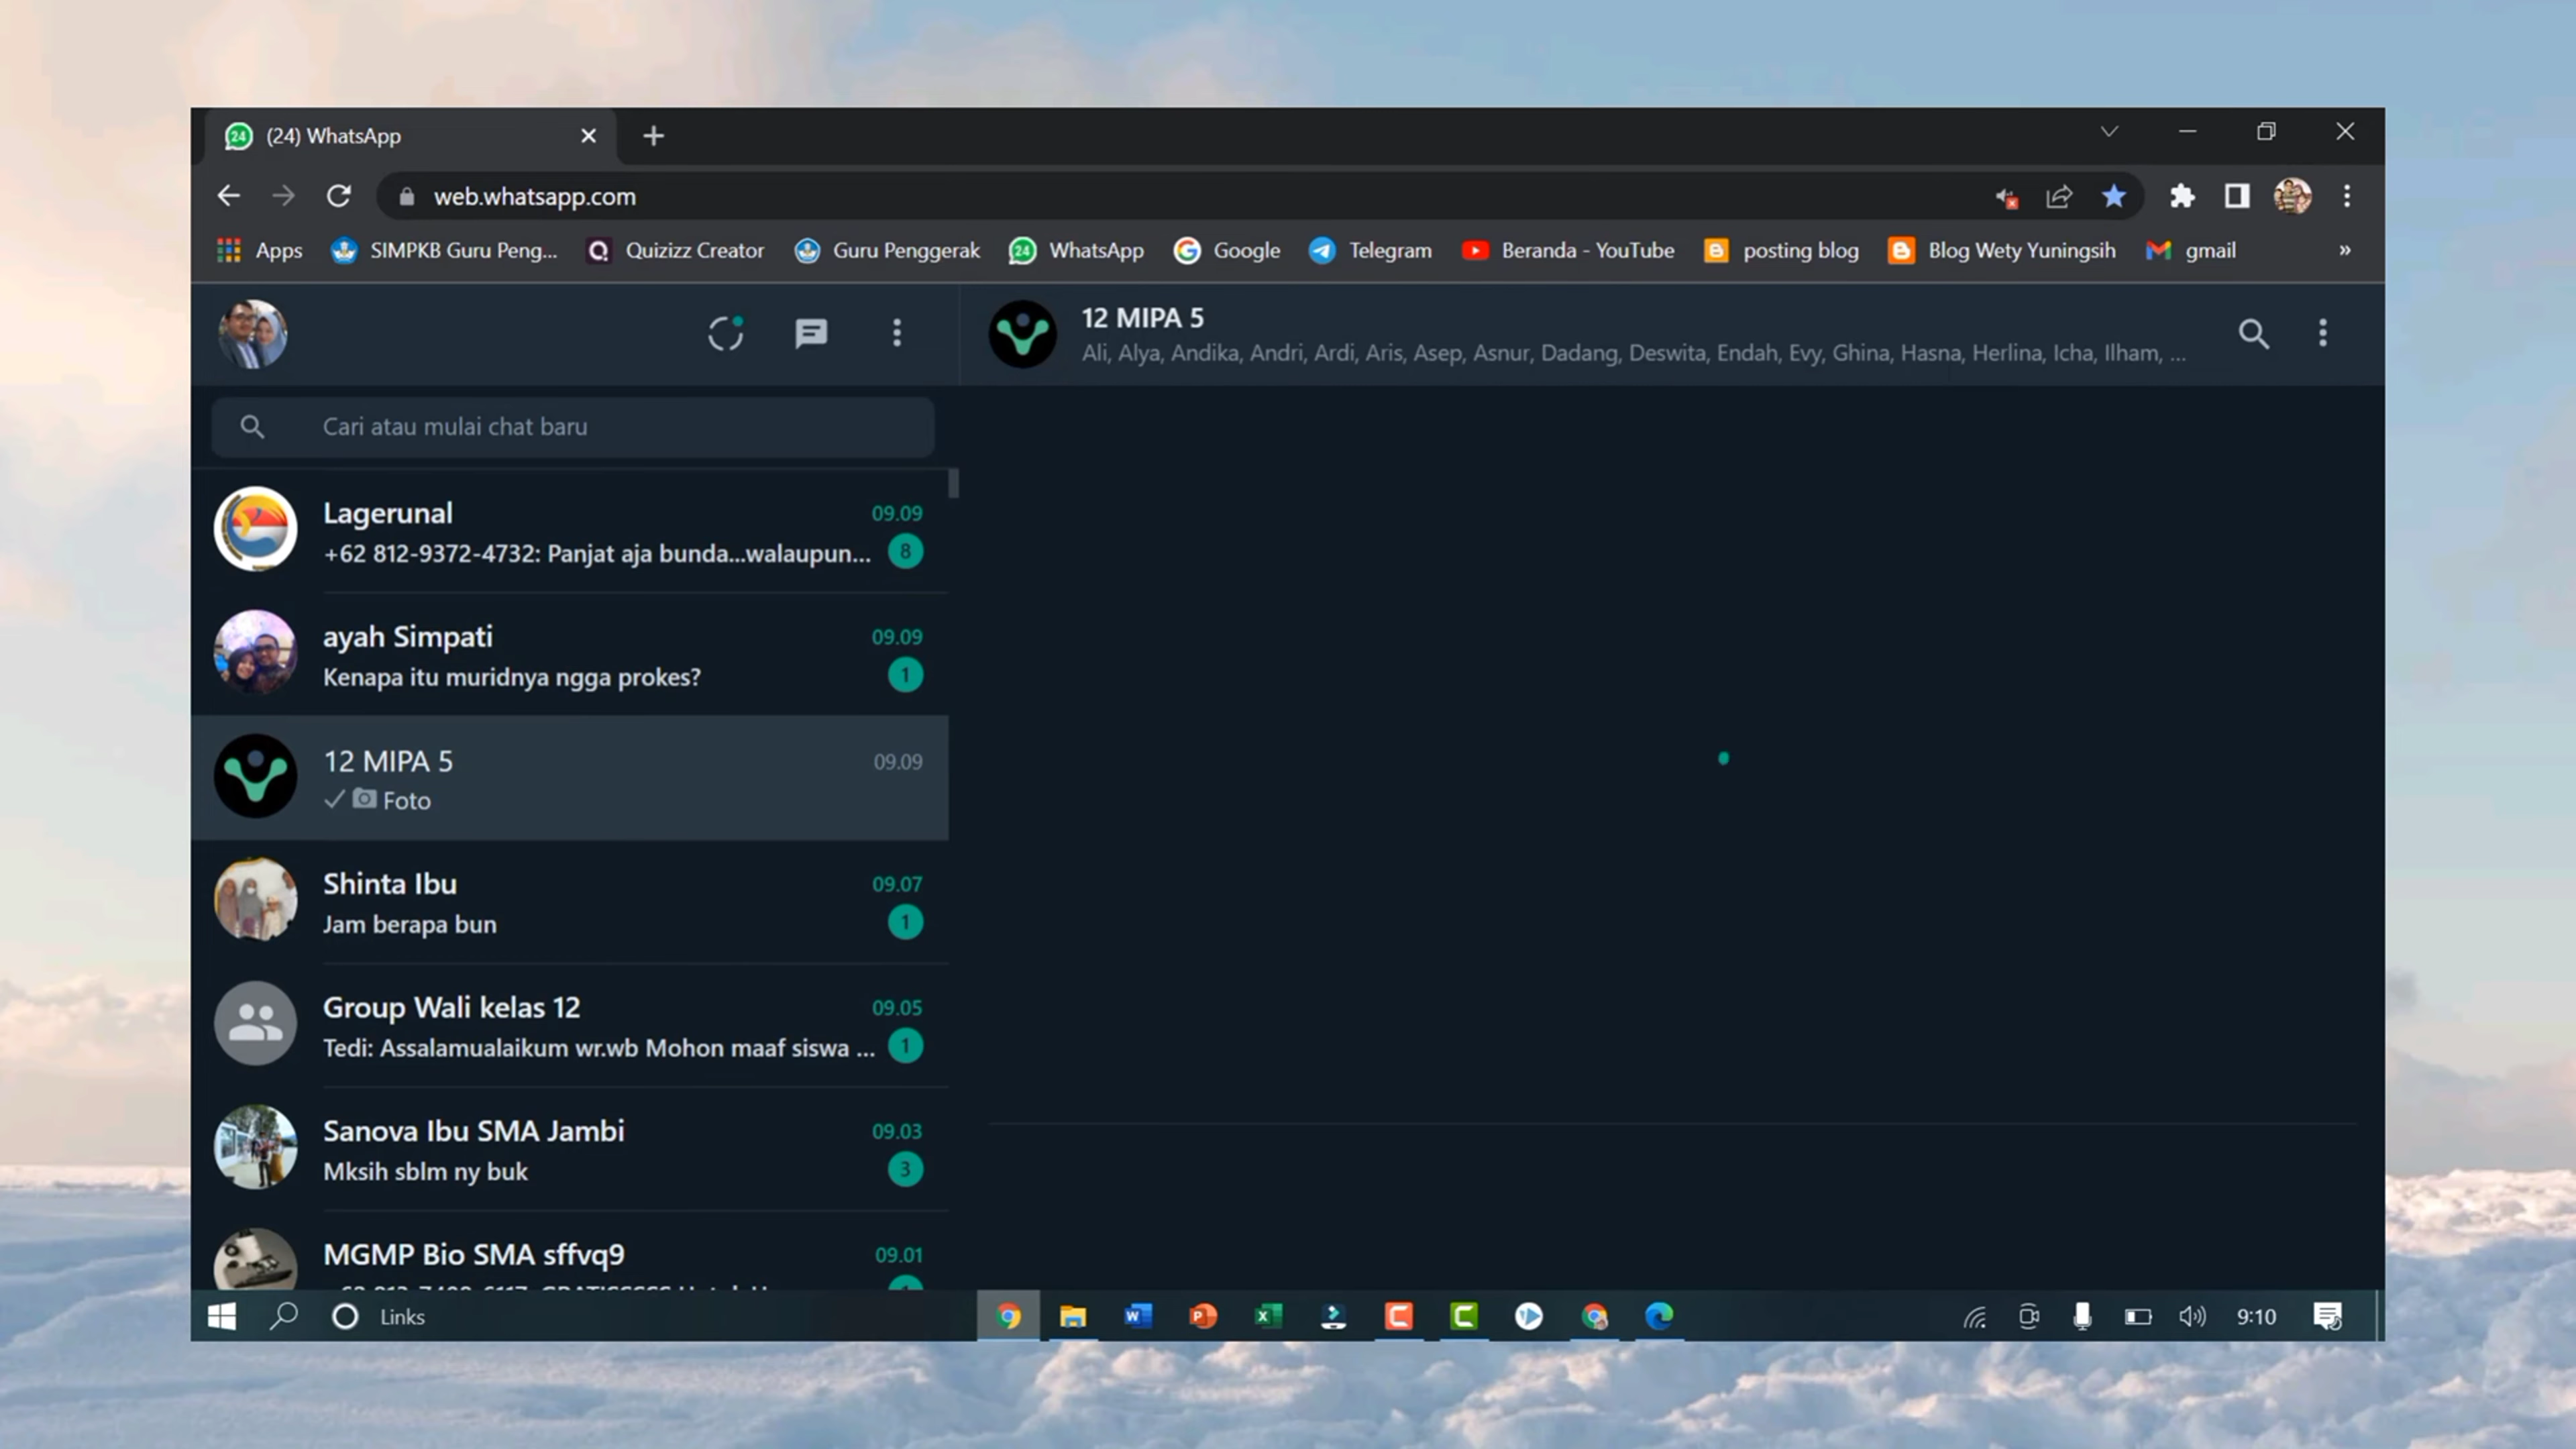 24 (24) WhatsApp
web.whatsapp.com
Apps SIMPKB Guru Peng... Quizizz Creator Guru Penggerak 24 WhatsApp Google Telegram Beranda - YouTube posting blog Blog Wety Yuningsih gmail »
12 MIPA 5
Ali, Alya, Andika, Andri, Ardi, Aris, Asep, Asnur, Dadang, Deswita, Endah, Evy, Ghina, Hasna, Herlina, Icha, Ilham, ...
Cari atau mulai chat baru
Lagerunal 09.09
+62 812-9372-4732: Panjat aja bunda...walaupun... 8
ayah Simpati 09.09
Kenapa itu muridnya ngga prokes? 1
12 MIPA 5 09.09
Foto
Shinta Ibu 09.07
Jam berapa bun 1
Group Wali kelas 12 09.05
Tedi: Assalamualaikum wr.wb Mohon maaf siswa ... 1
Sanova Ibu SMA Jambi 09.03
Mksih sblm ny buk 3
MGMP Bio SMA sffvq9 09.01
Links 9:10